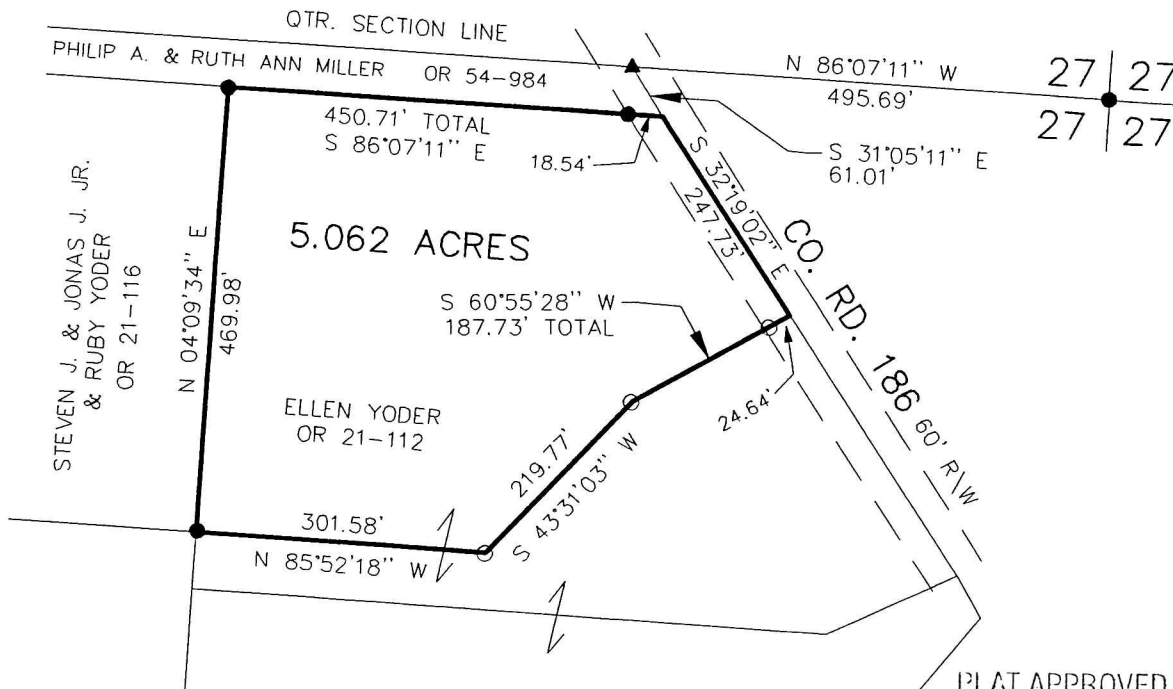 QTR. SECTION LINE
PHILIP A. & RUTH ANN MILLER OR 54-984
N 86°07'11" W
495.69'
27 27
27 27
450.71' TOTAL
S 86°07'11" E
18.54'
S 31°05'11" E
61.01'
S 32°19'02" E
247.73'
5.062 ACRES
CO. RD. 186 60' R\W
STEVEN J. & JONAS J. JR.
& RUBY YODER
OR 21-116
N 04°09'34" E
469.98'
S 60°55'28" W
187.73' TOTAL
24.64'
ELLEN YODER
OR 21-112
219.77'
S 43°31'03" W
301.58'
N 85°52'18" W
PLAT APPROVED